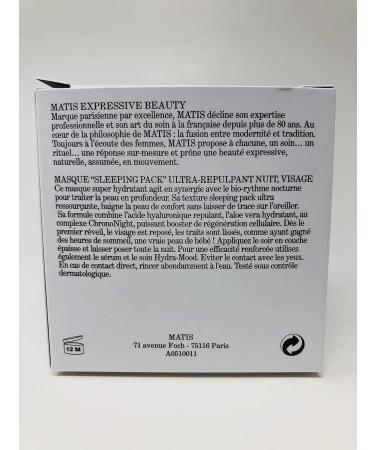 MATIS EXPRESSIVE BEAUTY
Marque parisienne par excellence, MATIS décline son expertise
professionnelle et son art du soin à la française depuis plus de 80 ans. Au
cœur de la philosophie de MATIS : la fusion entre modernité et tradition.
Toujours à l'écoute des femmes, MATIS propose à chacune, un soin... un
rituel... une réponse sur-mesure et prône une beauté expressive,
naturelle, assumée, en mouvement.
MASQUE "SLEEPING PACK" ULTRA-REPULPANT NUIT, VISAGE
Ce masque super hydratant agit en synergie avec le bio-rythme nocturne
pour traiter la peau en profondeur. Sa texture sleeping pack ultra
ressourçante, baigne la peau de confort sans laisser de trace sur l'oreiller.
Sa formule combine l'acide hyaluronique repulpant, l'aloe vera hydratant, au
complexe ChronoNight, puissant booster de régénération cellulaire. Dès le
premier réveil, le visage est reposé, les traits sont lissés, comme ayant gagné
des heures de sommeil, une vraie peau de bébé ! Appliquez le soir en couche
épaisse et laisser poser toute la nuit. Pour une efficacité renforcée utilisez
également le sérum et le soin Hydra-Mood. Eviter le contact avec les yeux.
En cas de contact direct, rincer abondamment à l'eau. Testé sous contrôle
dermatologique.
MATIS
71 avenue Foch - 75116 Paris
A0510011
12 M